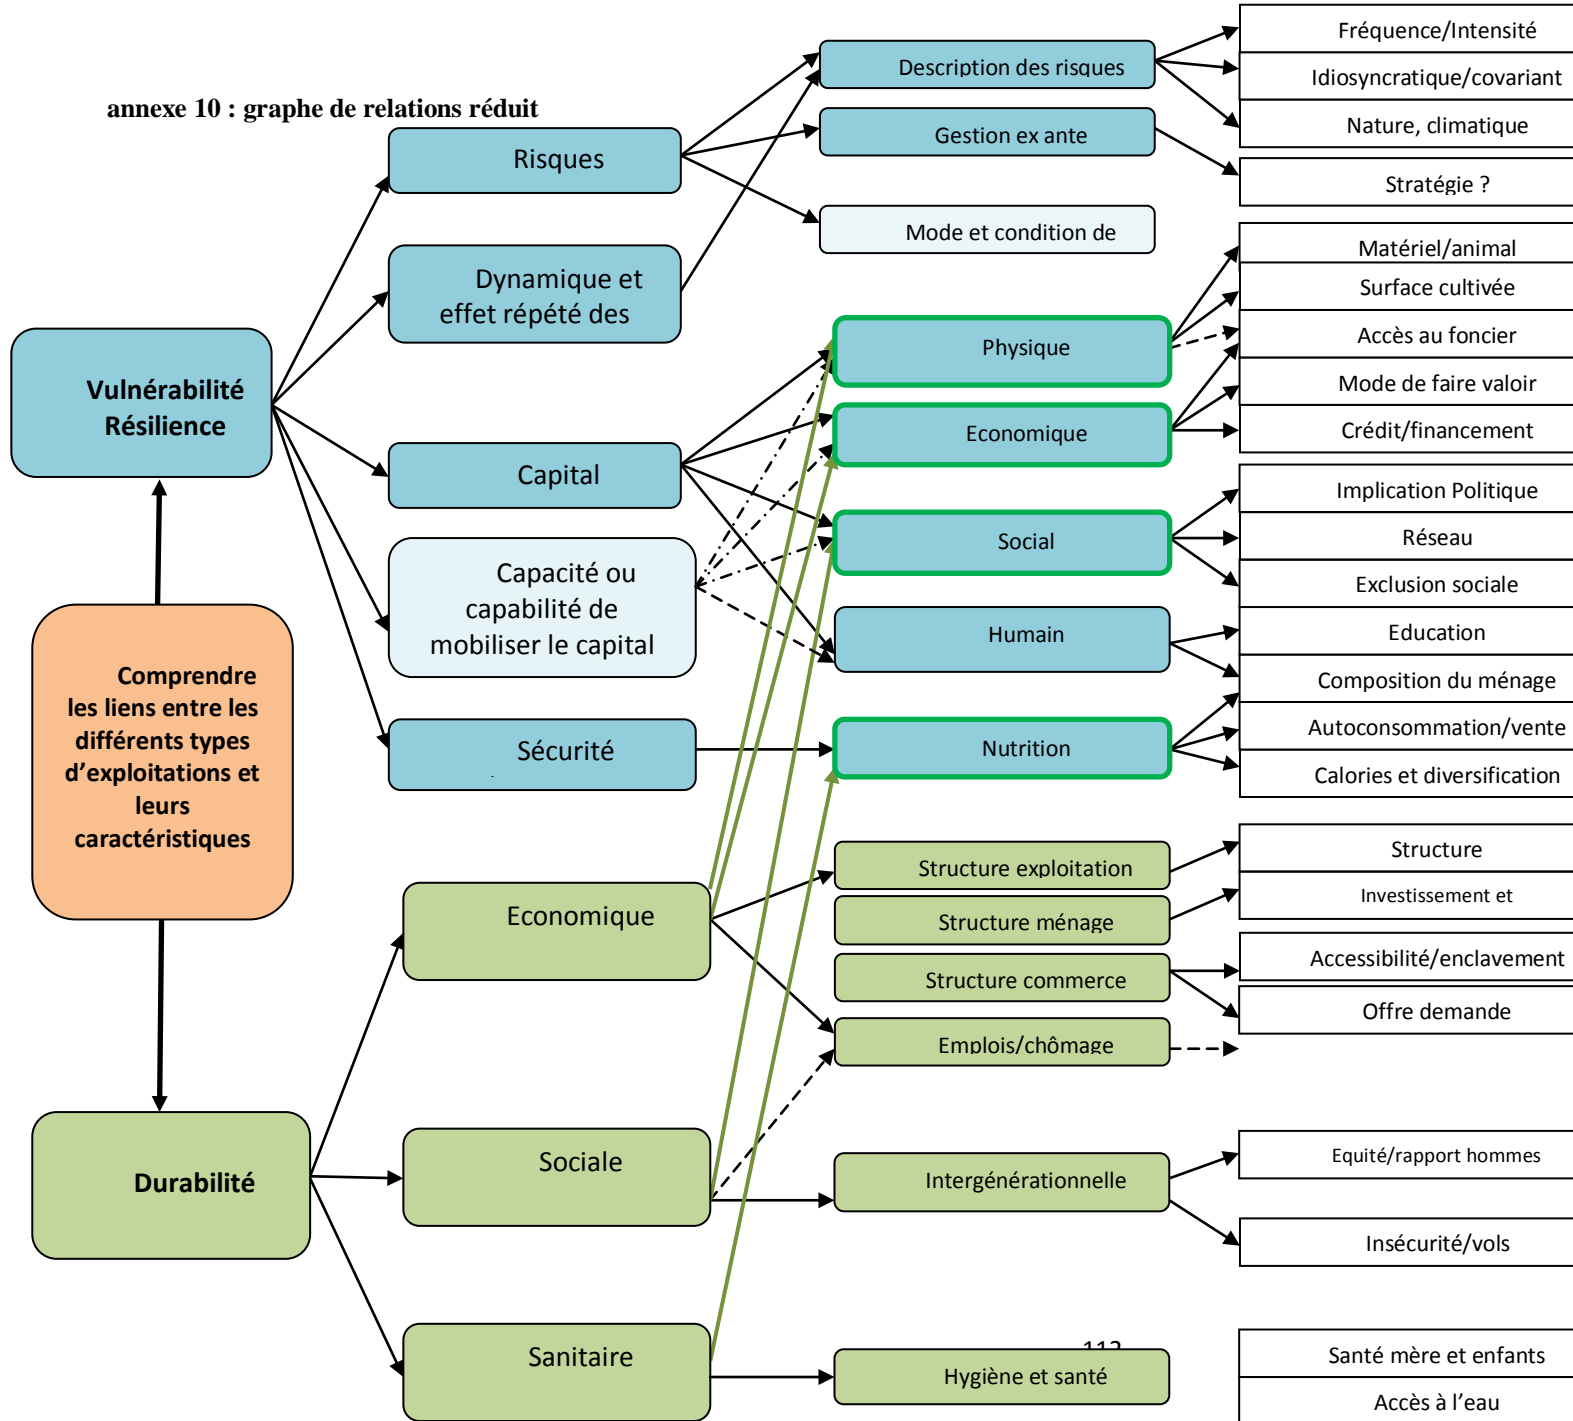 annexe 10 : graphe de relations réduit
Vulnérabilité
Résilience
Comprendre
les liens entre les
différents types
d’exploitations et
leurs
caractéristiques
Durabilité
Risques
Dynamique et
effet répété des
Capital
Capacité ou
capabilité de
mobiliser le capital
Sécurité
Economique
Sociale
Sanitaire
Description des risques
Gestion ex ante
Mode et condition de
Physique
Economique
Social
Humain
Nutrition
Structure exploitation
Structure ménage
Structure commerce
Emplois/chômage
Intergénérationnelle
Hygiène et santé
Fréquence/Intensité
Idiosyncratique/covariant
Nature, climatique
Stratégie ?
Matériel/animal
Surface cultivée
Accès au foncier
Mode de faire valoir
Crédit/financement
Implication Politique
Réseau
Exclusion sociale
Education
Composition du ménage
Autoconsommation/vente
Calories et diversification
Structure
Investissement et
Accessibilité/enclavement
Offre demande
Equité/rapport hommes
Insécurité/vols
Santé mère et enfants
Accès à l’eau